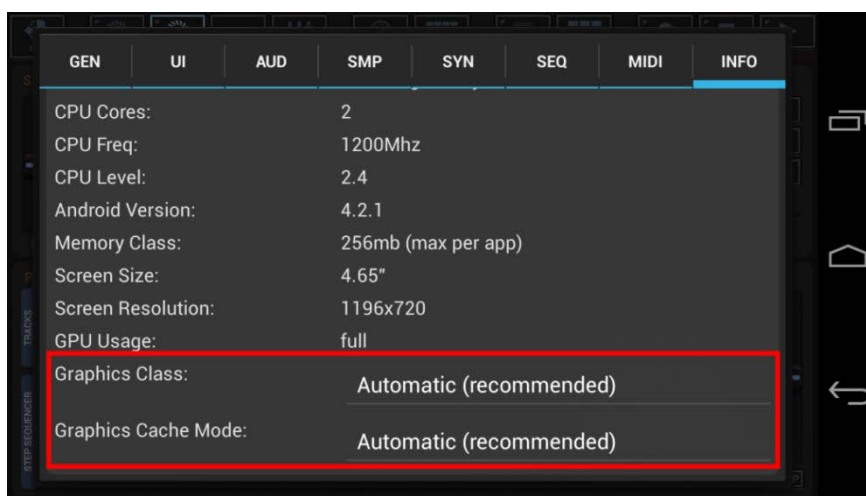 GEN UI AUD SMP SYN SEQ MIDI INFO
CPU Cores: 2
CPU Freq: 1200Mhz
CPU Level: 2.4
Android Version: 4.2.1
Memory Class: 256mb (max per app)
Screen Size: 4.65"
Screen Resolution: 1196x720
GPU Usage: full
Graphics Class: Automatic (recommended)
Graphics Cache Mode: Automatic (recommended)
TRACKS
STEP SEQUENCER